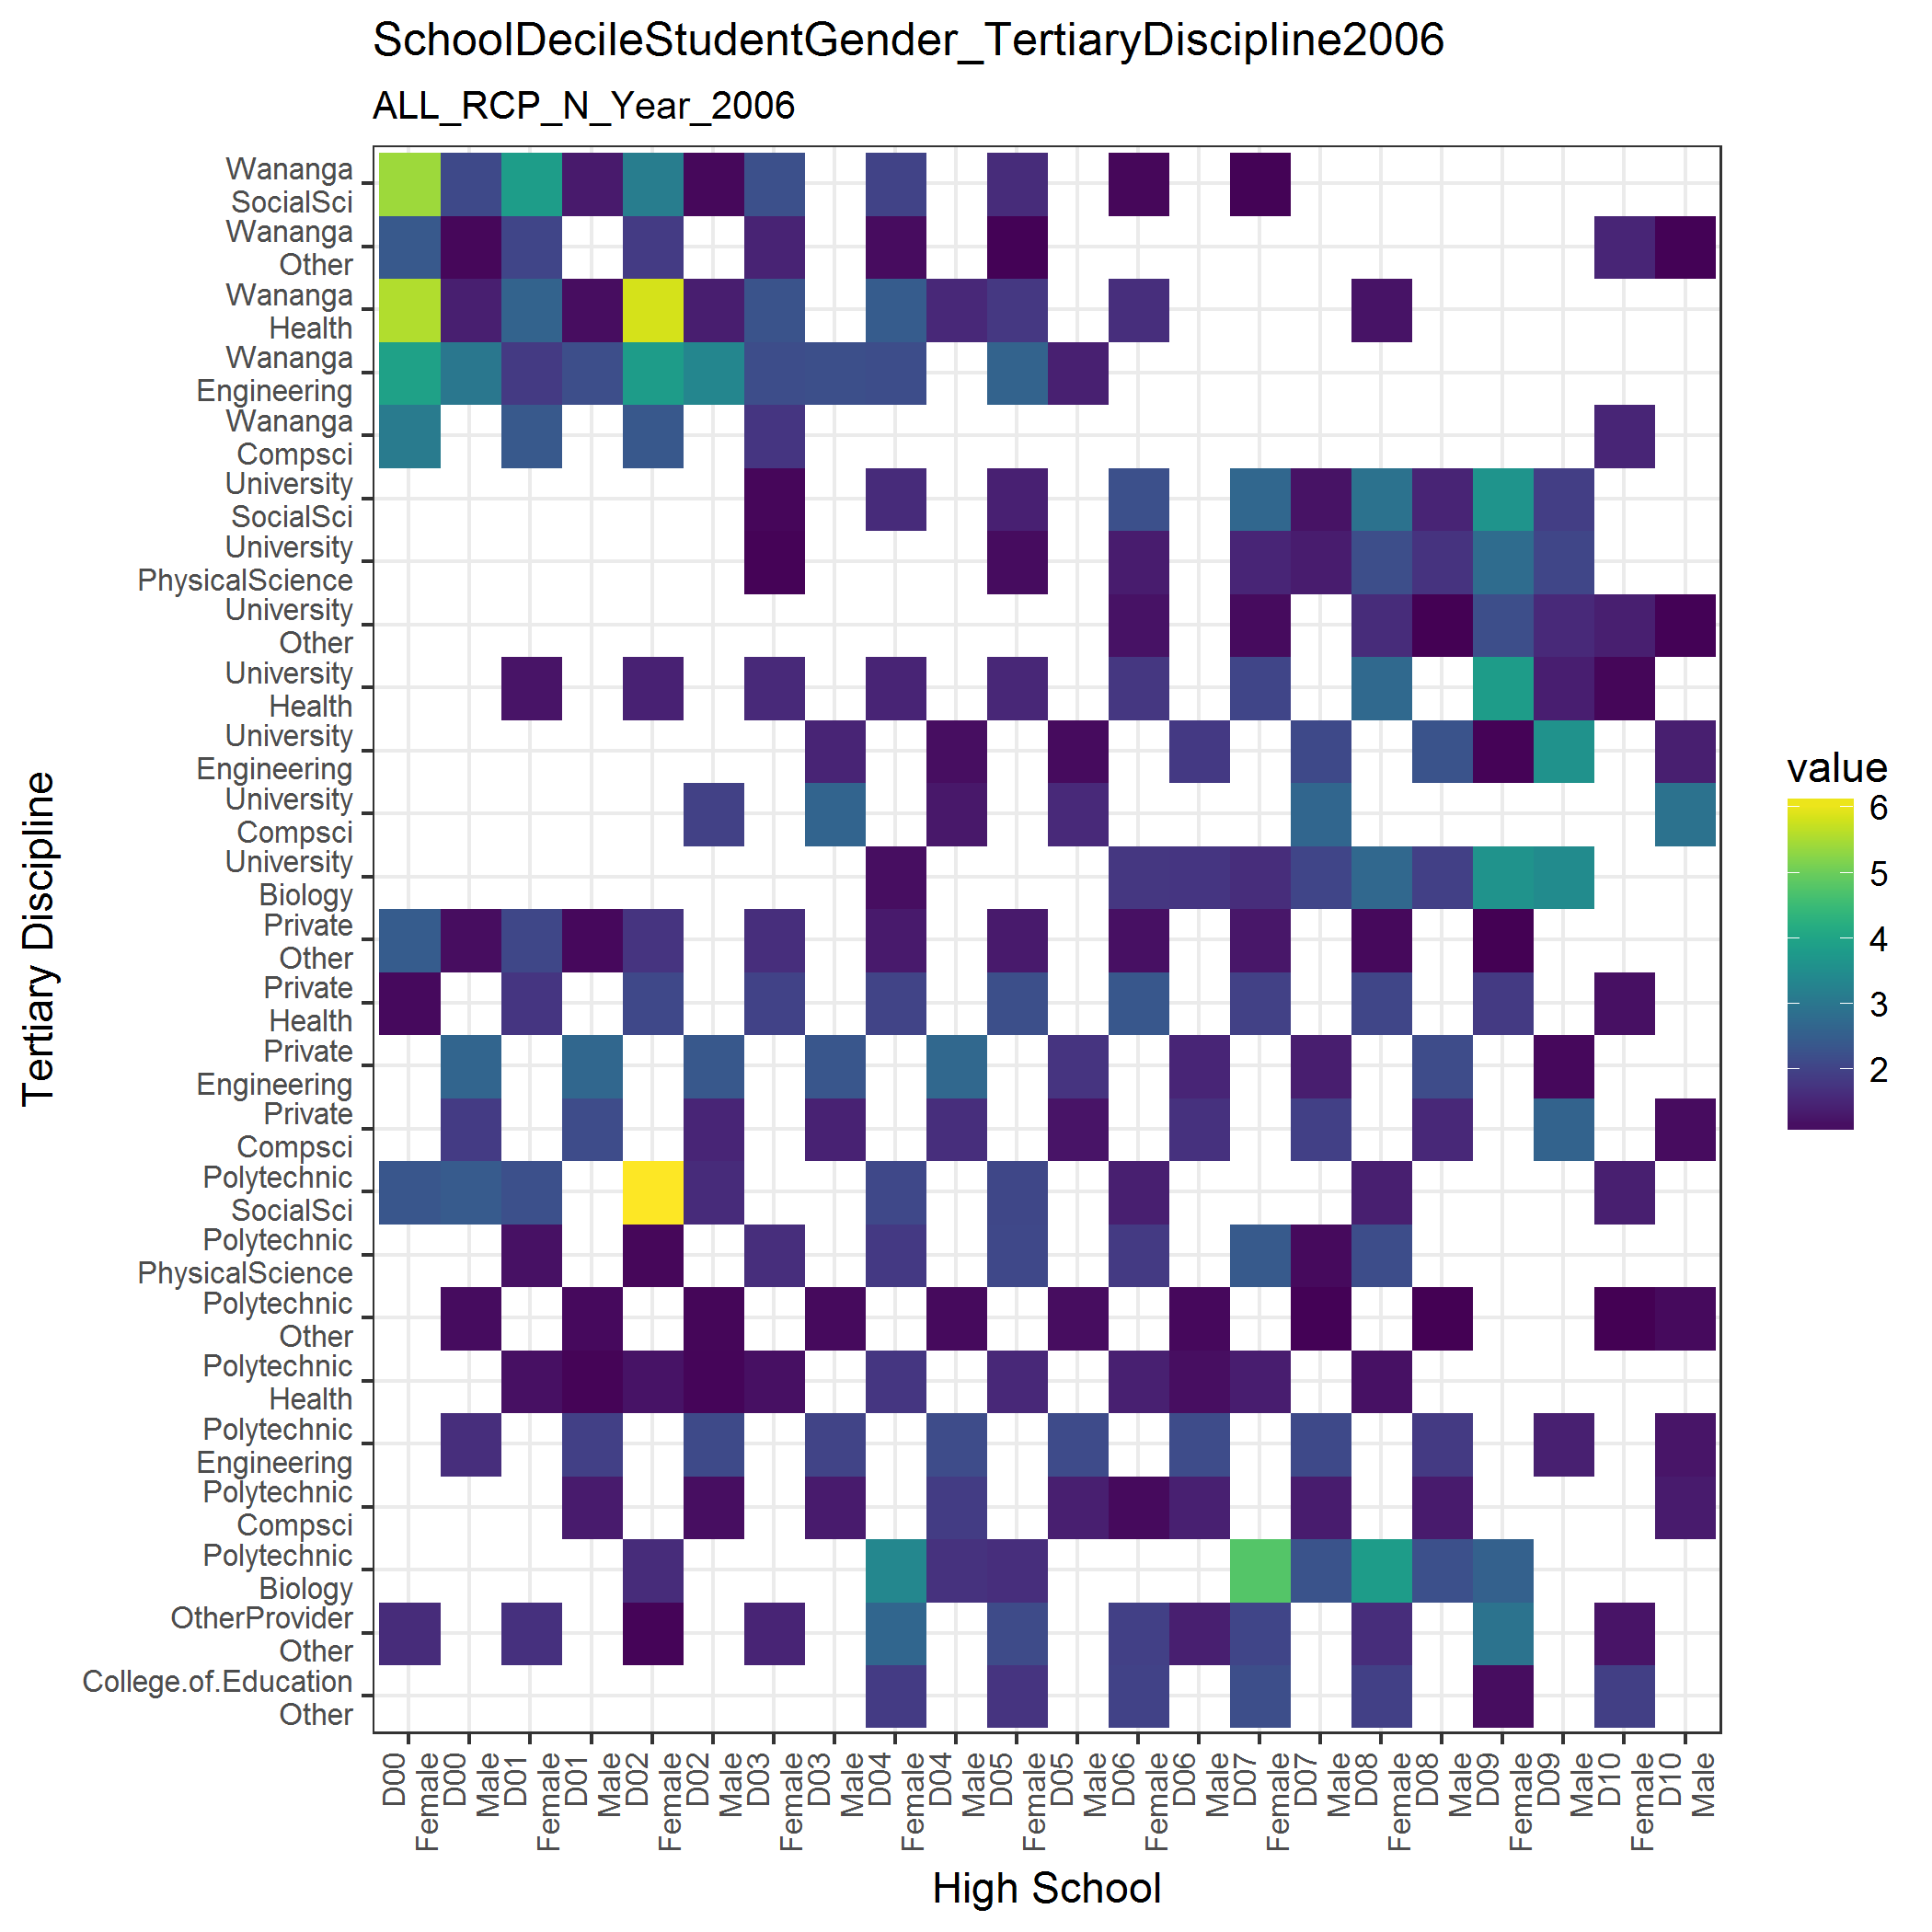 SchoolDecileStudentGender_TertiaryDiscipline2006
ALL_RCP_N_Year_2006
Tertiary Discipline
Wananga
SocialSci
Wananga
Other
Wananga
Health
Wananga
Engineering
Wananga
Compsci
University
SocialSci
University
PhysicalScience
University
Other
University
Health
University
Engineering
University
Compsci
University
Biology
Private
Other
Private
Health
Private
Engineering
Private
Compsci
Polytechnic
SocialSci
Polytechnic
PhysicalScience
Polytechnic
Other
Polytechnic
Health
Polytechnic
Engineering
Polytechnic
Compsci
Polytechnic
Biology
OtherProvider
Other
College.of.Education
Other
D00
Female
D00
Male
D01
Female
D01
Male
D02
Female
D02
Male
D03
Female
D03
Male
D04
Female
D04
Male
D05
Female
D05
Male
D06
Female
D06
Male
D07
Female
D07
Male
D08
Female
D08
Male
D09
Female
D09
Male
D10
Female
D10
Male
High School
value
6
5
4
3
2